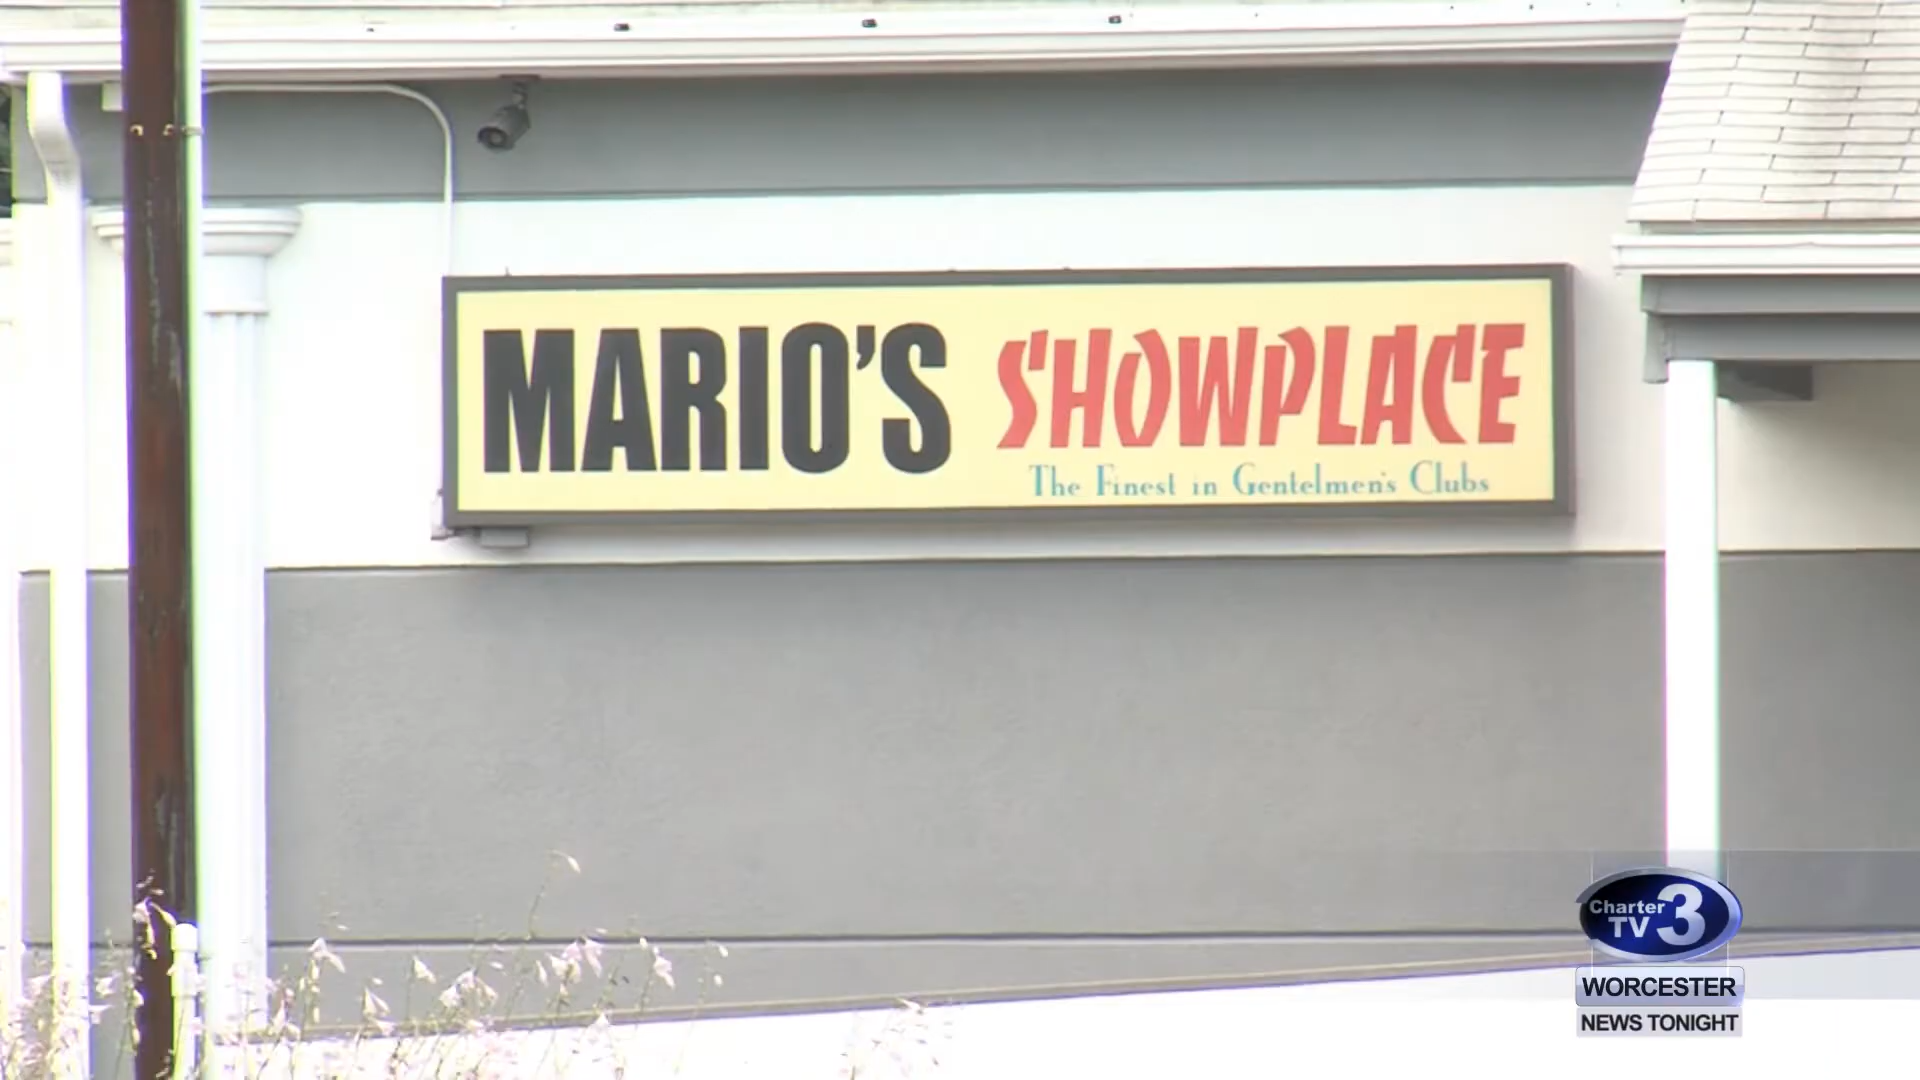 MARIO'S SHOWPLACE
The Finest in Gentelmen's Clubs
Charter
TV 3
WORCESTER
NEWS TONIGHT